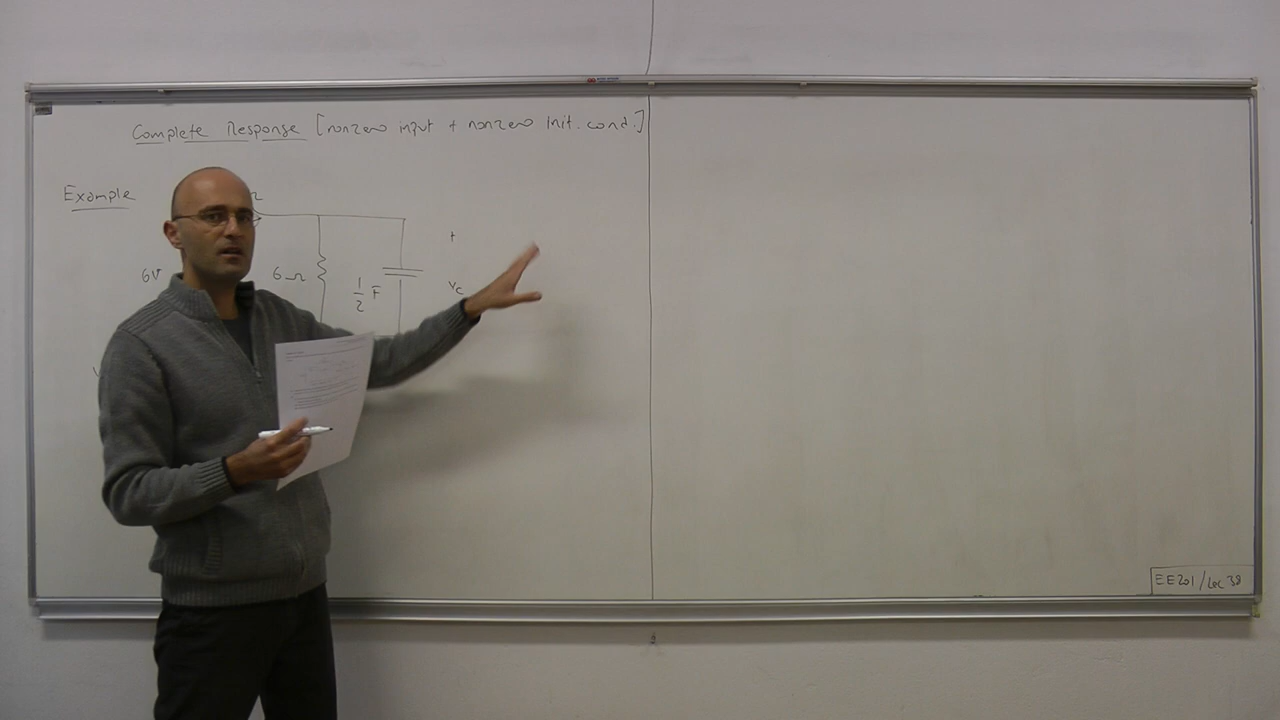 Complete Response [nonzero input + nonzero init. cond.]
Example
Ω
6V
6Ω
1/2 F
+
vc
EE201/Lec 38